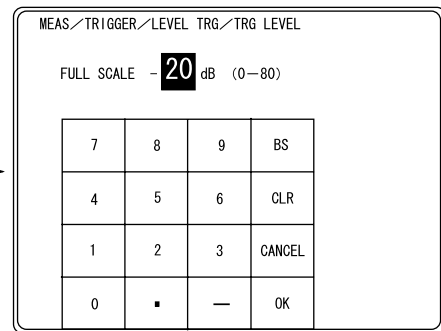 MEAS／TRIGGER／LEVEL TRG／TRG LEVEL
FULL SCALE －20 dB (0—80)
7 8 9 BS
4 5 6 CLR
1 2 3 CANCEL
0 ▪ — OK